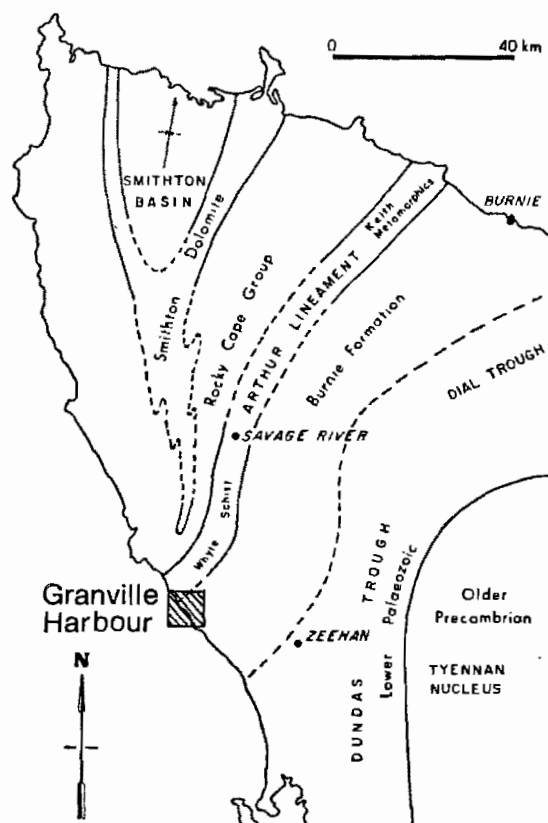 0 40 km
SMITHTON
BASIN
Dolomite
Smithton
Rocky Cape Group
ARTHUR LINEAMENT
Keith
Metamorphics
BURNIE
Burnie Formation
DIAL TROUGH
SAVAGE RIVER
Whyte Schist
Granville
Harbour
ZEEHAN
N
DUNDAS TROUGH
Lower Palaeozoic
Older
Precambrian
TYENNAN
NUCLEUS